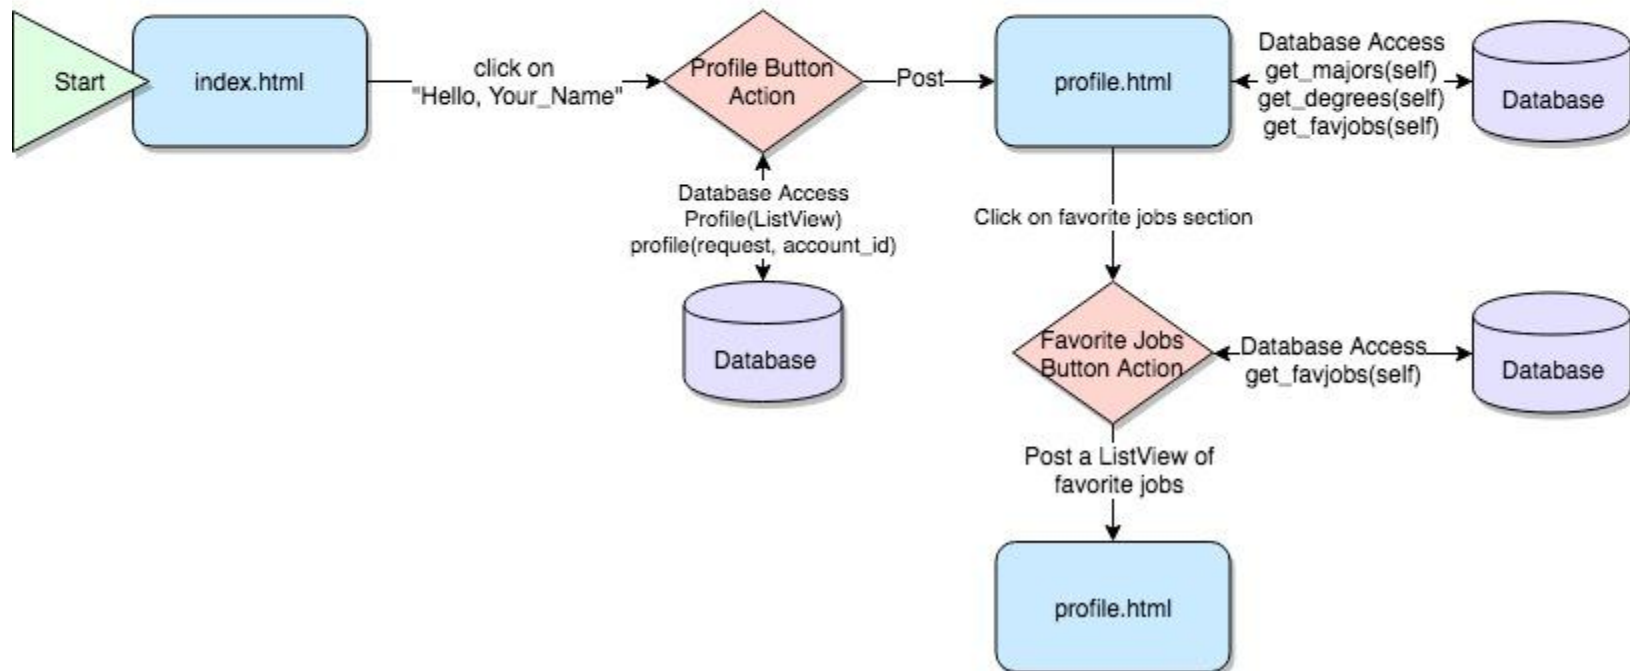 Start
index.html
click on
"Hello, Your_Name"
Profile Button
Action
Post
profile.html
Database Access
get_majors(self)
get_degrees(self)
get_favjobs(self)
Database
Database Access
Profile(ListView)
profile(request, account_id)
Database
Click on favorite jobs section
Favorite Jobs
Button Action
Database Access
get_favjobs(self)
Database
Post a ListView of
favorite jobs
profile.html